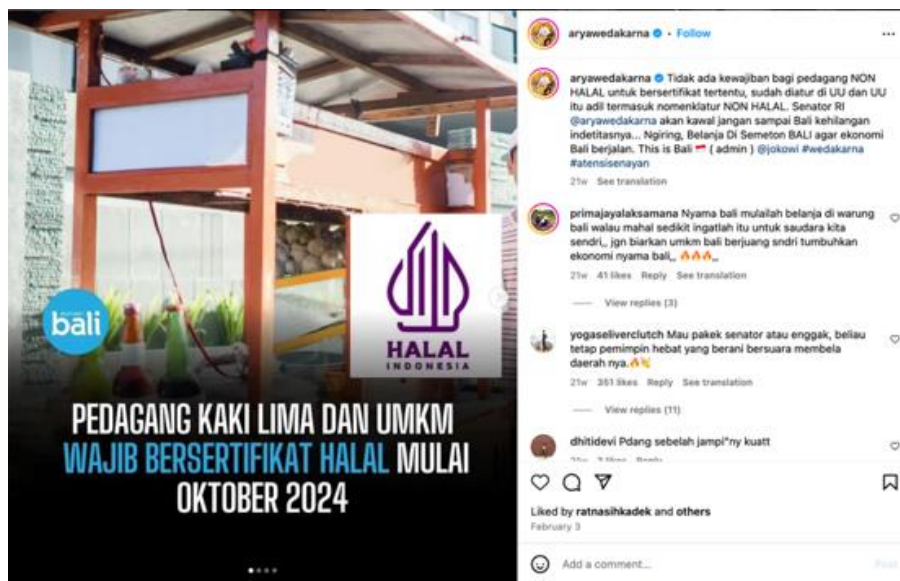 bali
HALAL
INDONESIA
PEDAGANG KAKI LIMA DAN UMKM
WAJIB BERSERTIFIKAT HALAL MULAI
OKTOBER 2024
aryawedakarna • Follow
aryawedakarna Tidak ada kewajiban bagi pedagang NON
HALAL untuk bersertifikat tertentu, sudah diatur di UU dan UU
itu adil termasuk nomenklatur NON HALAL. Senator RI
@aryawedakarna akan kawal jangan sampai Bali kehilangan
indetitasnya... Ngiring, Belanja Di Semeton BALI agar ekonomi
Bali berjalan. This is Bali 🇮🇩 ( admin ) @jokowi #wedakarna
#atensisenayan
21w See translation
primajayalaksamana Nyama bali mulailah belanja di warung
bali walau mahal sedikit ingatlah itu untuk saudara kita
sendri,, jgn biarkan umkm bali berjuang sndri tumbuhkan
ekonomi nyama bali,, 🔥🔥🔥,,
21w 41 likes Reply See translation
View replies (3)
yogaseliverclutch Mau pakek senator atau enggak, beliau
tetap pemimpin hebat yang berani bersuara membela
daerah nya.🔥👏
21w 351 likes Reply See translation
View replies (11)
dhitidevi Pdang sebelah jampi"ny kuatt
Liked by ratnasihkadek and others
February 3
Add a comment...
Post